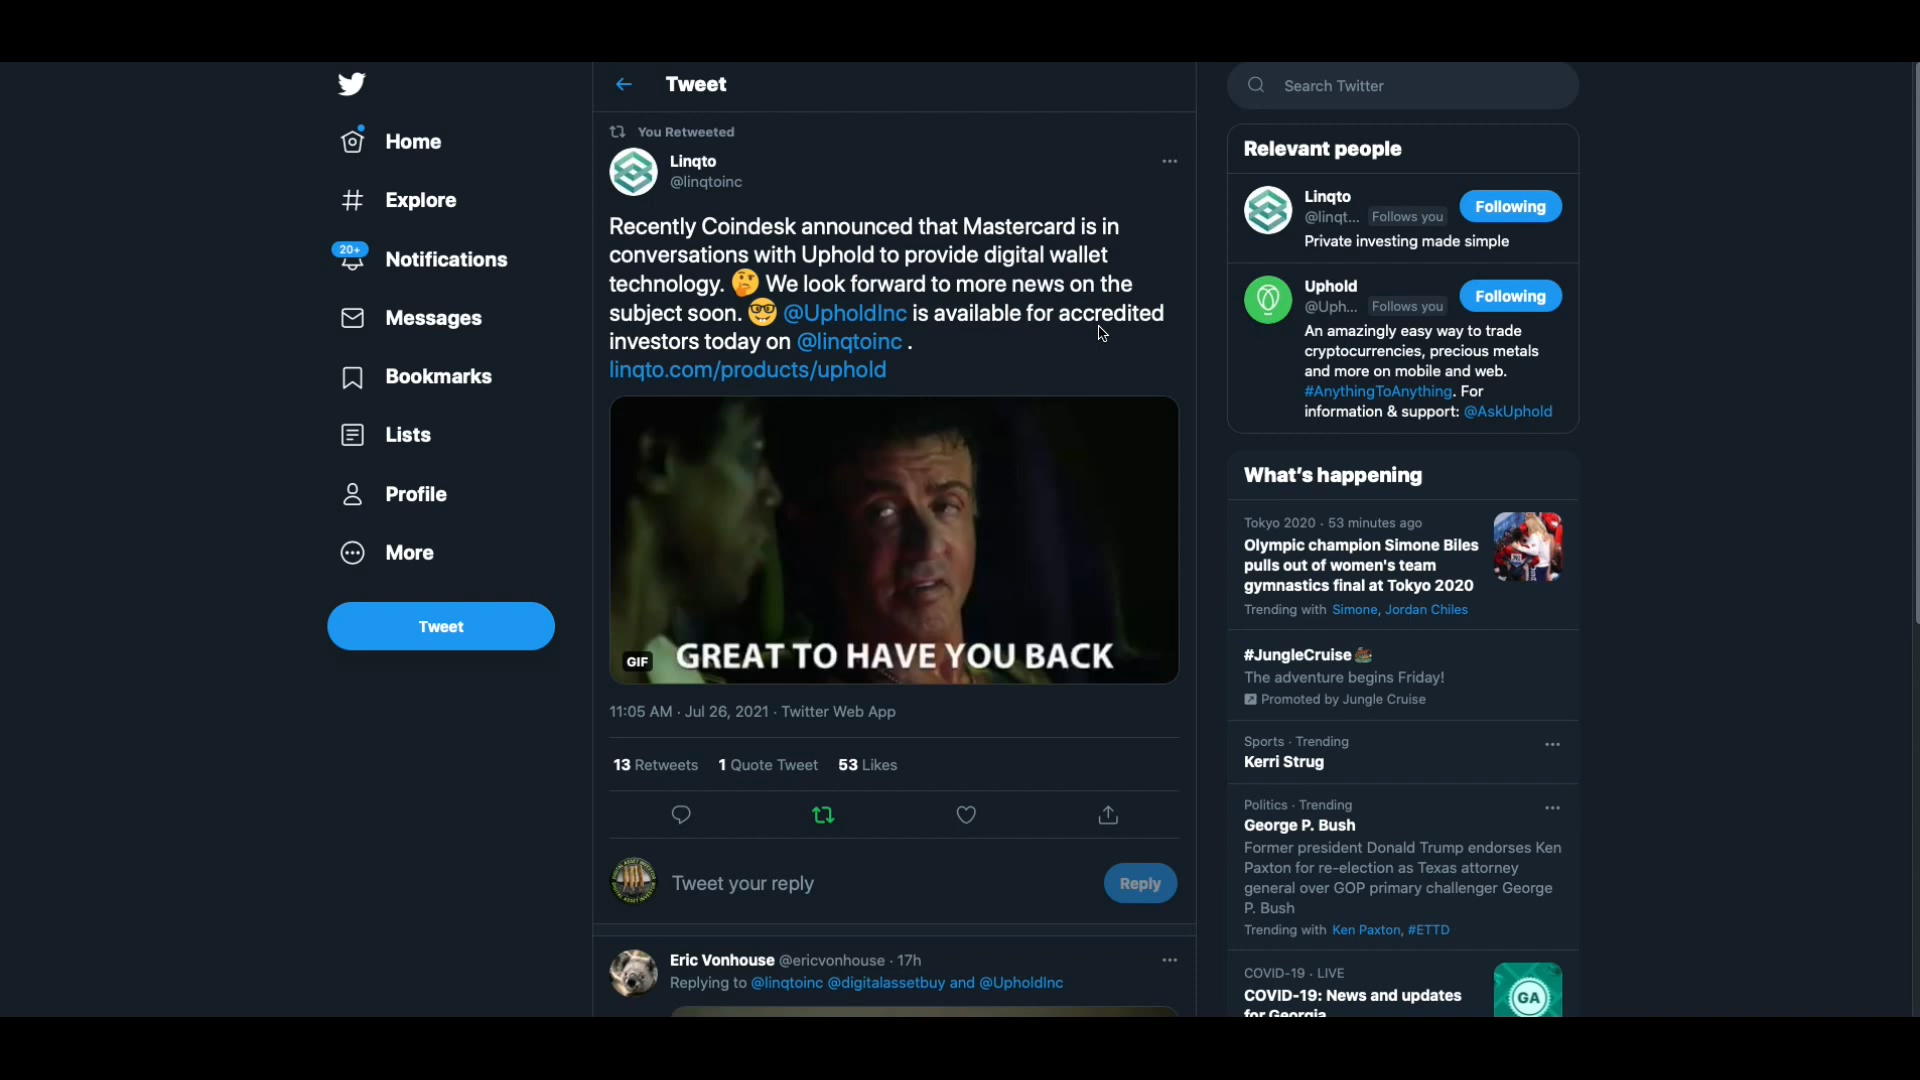 Home
Explore
20+
Notifications
Messages
Bookmarks
Lists
Profile
More
Tweet
Tweet
You Retweeted
Linqto
@linqtoinc
Recently Coindesk announced that Mastercard is in
conversations with Uphold to provide digital wallet
technology. 🤔 We look forward to more news on the
subject soon. 🤓 @UpholdInc is available for accredited
investors today on @linqtoinc .
linqto.com/products/uphold
GIF
GREAT TO HAVE YOU BACK
11:05 AM · Jul 26, 2021 · Twitter Web App
13 Retweets 1 Quote Tweet 53 Likes
Tweet your reply
Reply
Eric Vonhouse @ericvonhouse · 17h
Replying to @linqtoinc @digitalassetbuy and @UpholdInc
Search Twitter
Relevant people
Linqto
@linqt... Follows you
Following
Private investing made simple
Uphold
@Uph... Follows you
Following
An amazingly easy way to trade
cryptocurrencies, precious metals
and more on mobile and web.
#AnythingToAnything. For
information & support: @AskUphold
What's happening
Tokyo 2020 · 53 minutes ago
Olympic champion Simone Biles
pulls out of women's team
gymnastics final at Tokyo 2020
Trending with Simone, Jordan Chiles
#JungleCruise
The adventure begins Friday!
Promoted by Jungle Cruise
Sports · Trending
Kerri Strug
Politics · Trending
George P. Bush
Former president Donald Trump endorses Ken
Paxton for re-election as Texas attorney
general over GOP primary challenger George
P. Bush
Trending with Ken Paxton, #ETTD
COVID-19 · LIVE
COVID-19: News and updates
for Georgia
GA